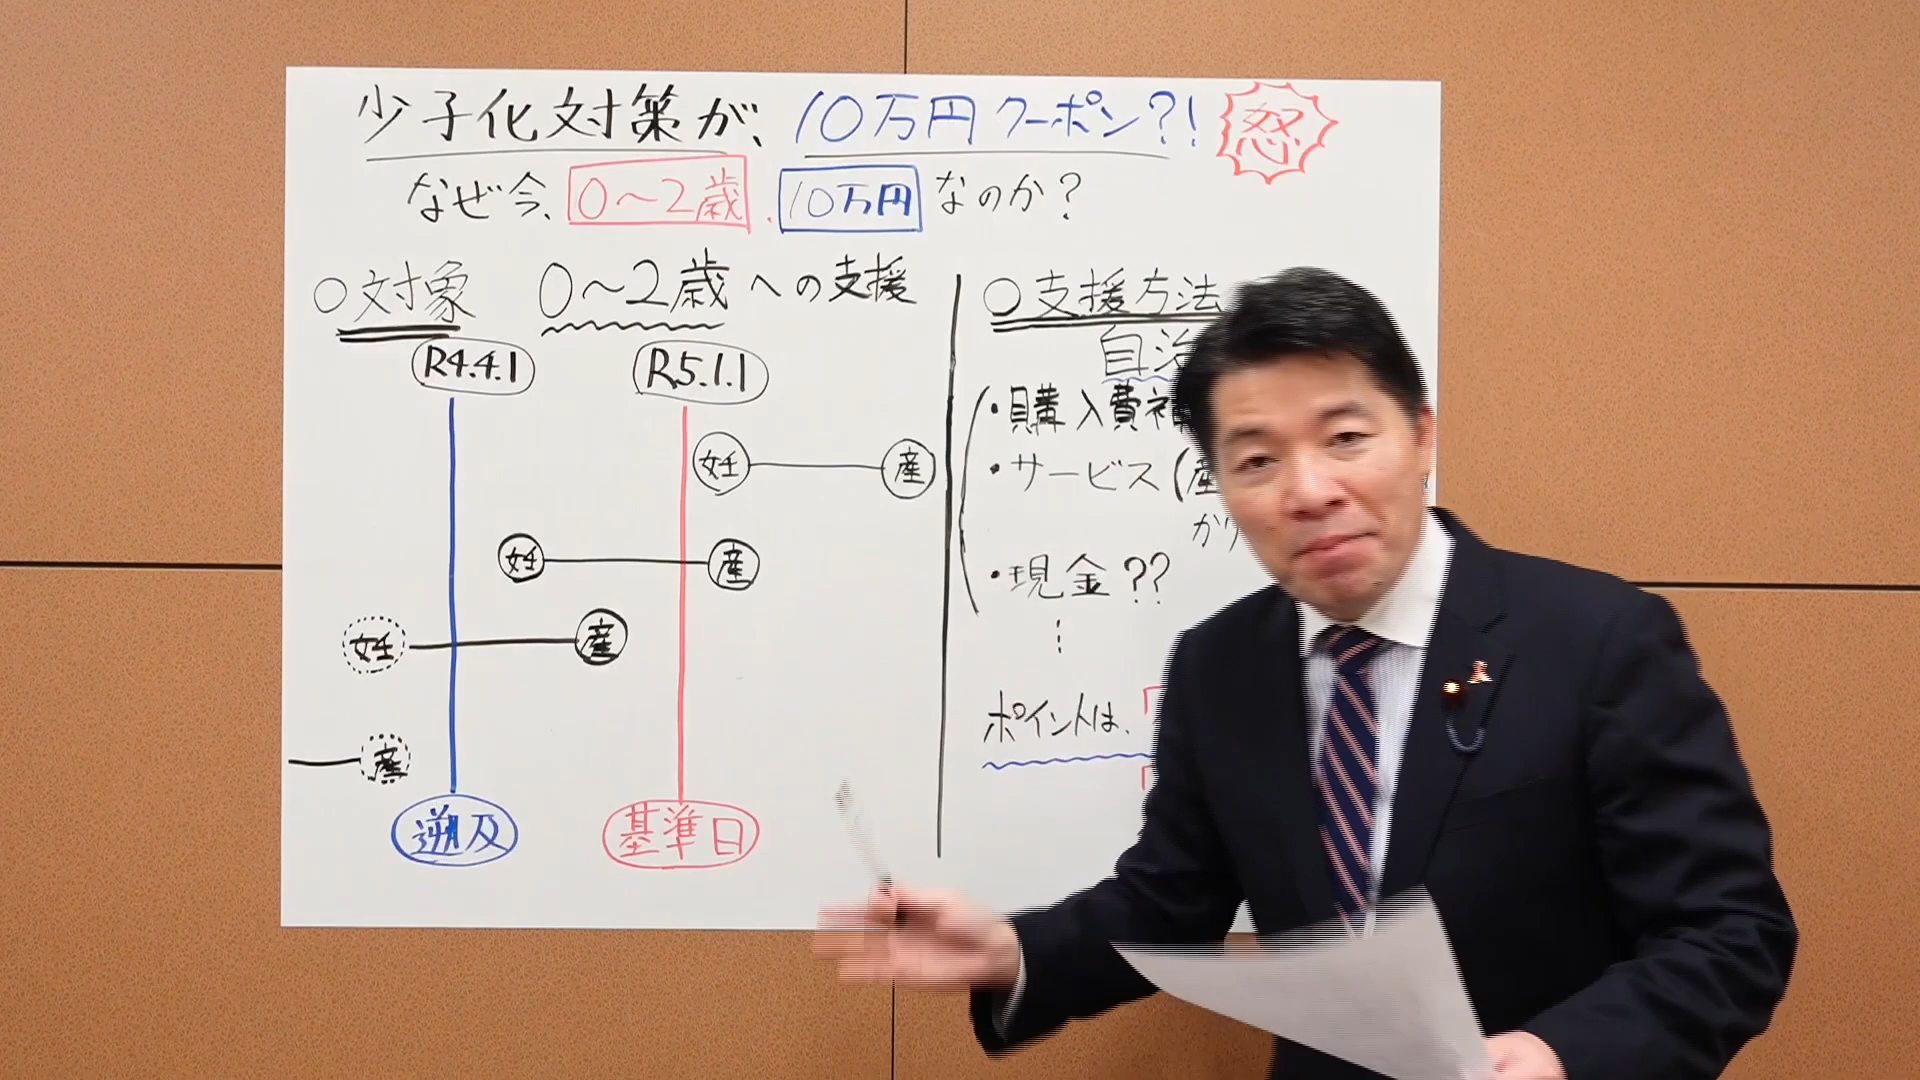 少子化対策が、10万円クーポン?! 怒
なぜ今、0〜2歳、10万円なのか?
○対象 0〜2歳への支援
R4.4.1 R5.1.1
妊 産
妊 産
妊 産
産
遡及 基準日
○支援方法
自治
・購入費補
・サービス(産
かり
・現金??
ポイントは、